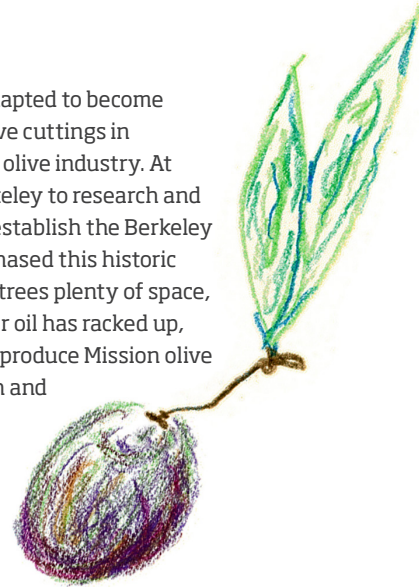 apted to become
ve cuttings in
olive industry. At
eley to research and
establish the Berkeley
hased this historic
trees plenty of space,
r oil has racked up,
produce Mission olive
n and